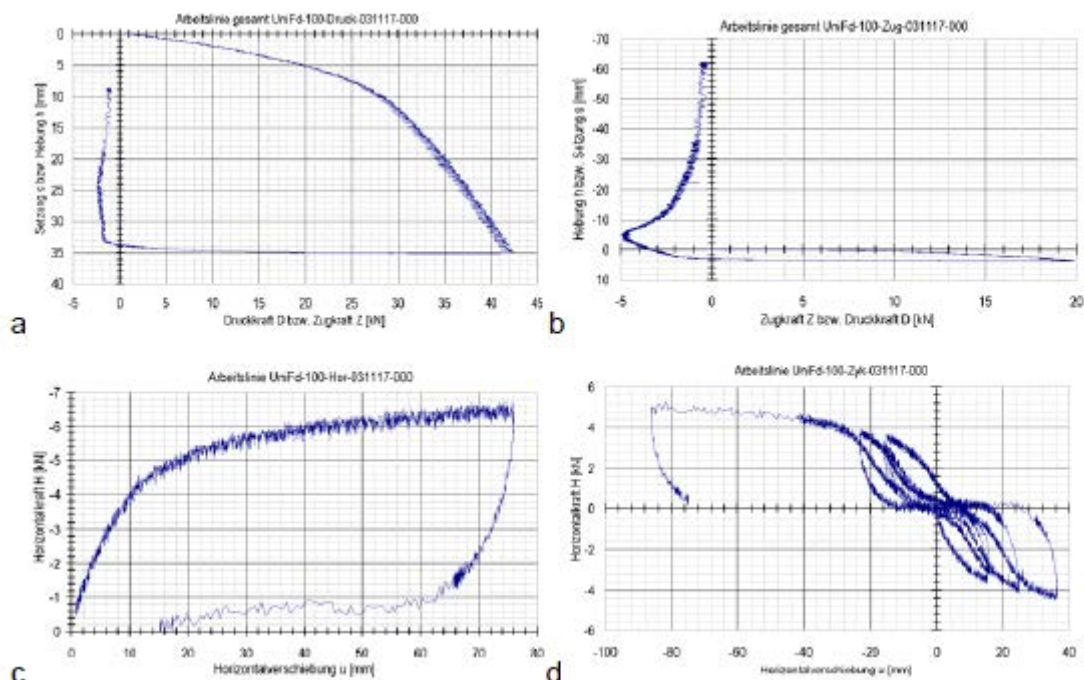 Arbeitslinie gesamt UniFd-100-Druck-031117-000
0
5
10
15
20
25
30
35
40
Setzung s bzw. Hebung h [mm]
-5 0 5 10 15 20 25 30 35 40 45
Druckkraft D bzw. Zugkraft Z [kN]
a
Arbeitslinie gesamt UniFd-100-Zug-031117-000
-70
-60
-50
-40
-30
-20
-10
0
10
Hebung h bzw. Setzung s [mm]
-5 0 5 10 15 20
Zugkraft Z bzw. Druckkraft D [kN]
b
Arbeitslinie UniFd-100-Hor-031117-000
-7
-6
-5
-4
-3
-2
-1
0
Horizontalkraft H [kN]
0 10 20 30 40 50 60 70 80
Horizontalverschiebung u [mm]
c
Arbeitslinie UniFd-100-Zyk-031117-000
6
4
2
0
-2
-4
-6
Horizontalkraft H [kN]
-100 -80 -60 -40 -20 0 20 40
Horizontalverschiebung u [mm]
d